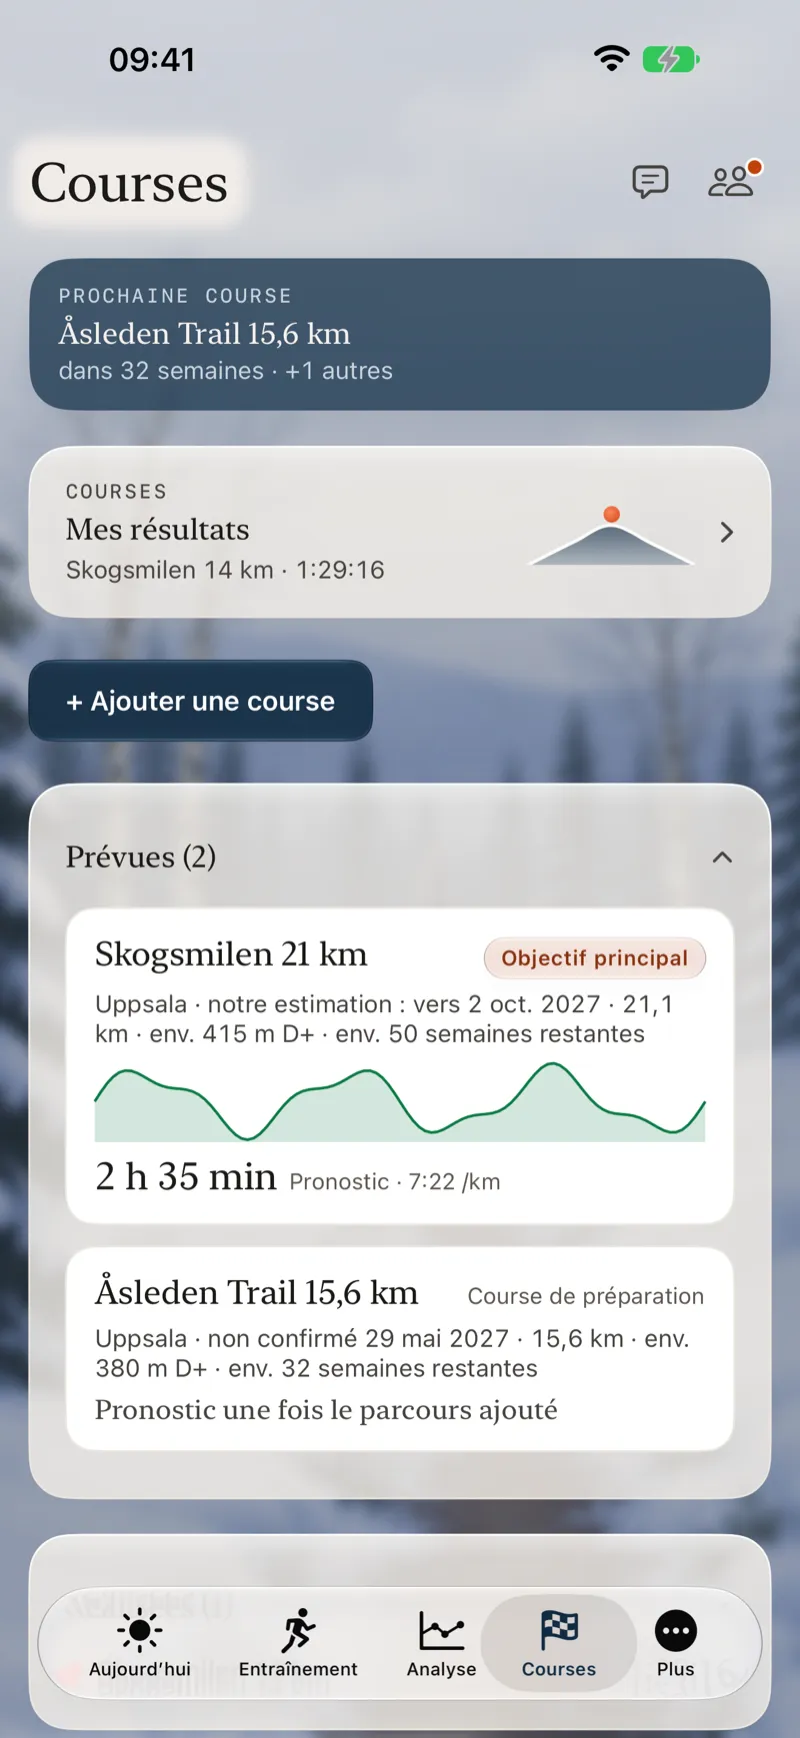 09:41
Courses
PROCHAINE COURSE
Åsleden Trail 15,6 km
dans 32 semaines · +1 autres
COURSES
Mes résultats
Skogsmilen 14 km · 1:29:16
+ Ajouter une course
Prévues (2)
Skogsmilen 21 km
Objectif principal
Uppsala · notre estimation : vers 2 oct. 2027 · 21,1
km · env. 415 m D+ · env. 50 semaines restantes
2 h 35 min Pronostic · 7:22 /km
Åsleden Trail 15,6 km
Course de préparation
Uppsala · non confirmé 29 mai 2027 · 15,6 km · env.
380 m D+ · env. 32 semaines restantes
Pronostic une fois le parcours ajouté
Aujourd’hui
Entraînement
Analyse
Courses
Plus